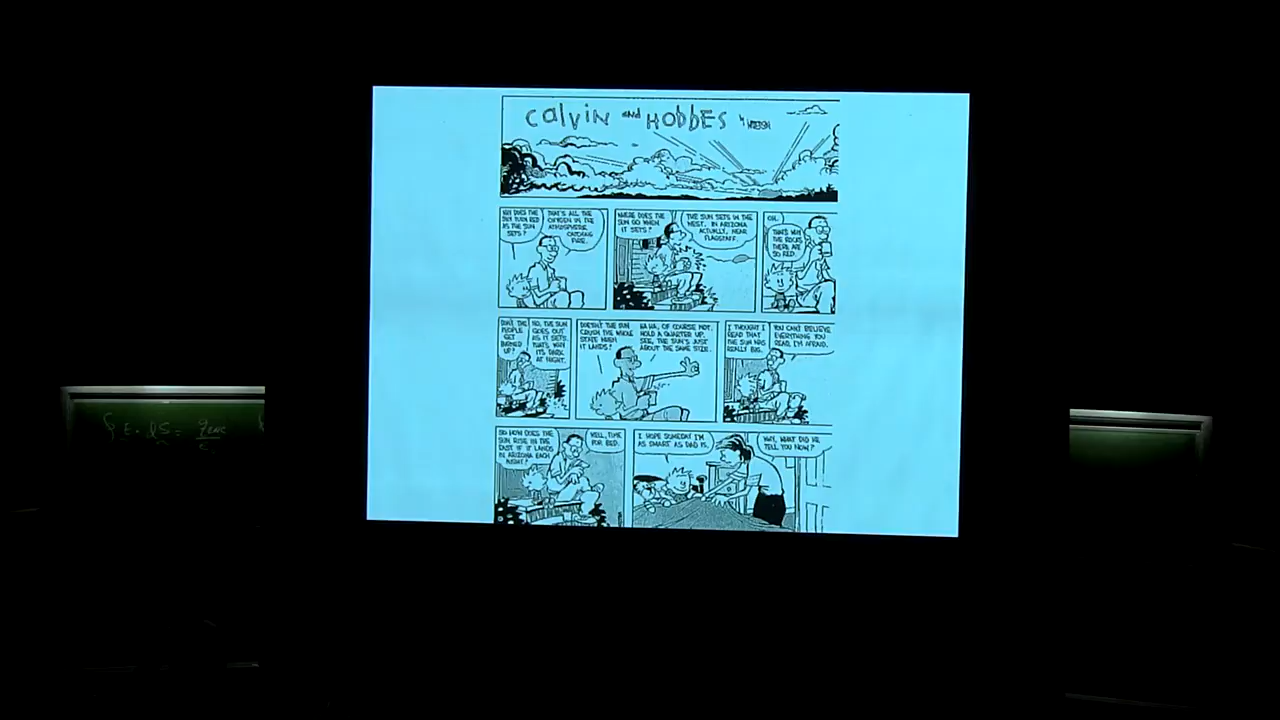 Calvin and HObbES by WATTERSON
WHY DOES THE
SUN TURN RED
AS THE SUN
SETS?
THAT'S ALL THE
OXYGEN IN THE
ATMOSPHERE
CATCHING
FIRE.
WHERE DOES THE
SUN GO WHEN
IT SETS?
THE SUN SETS IN THE
WEST. IN ARIZONA
ACTUALLY, NEAR
FLAGSTAFF.
OH.
THAT'S WHY
THE ROCKS
THERE ARE
SO RED.
DON'T THE
PEOPLE
GET
BURNED
UP?
NO, THE SUN
GOES OUT
AS IT SETS.
THAT'S WHY
IT'S DARK
AT NIGHT.
DOESN'T THE SUN
CRUSH THE WHOLE
STATE WHEN
IT LANDS?
HA HA, OF COURSE NOT.
HOLD A QUARTER UP.
SEE, THE SUN'S JUST
ABOUT THE SAME SIZE.
I THOUGHT I
READ THAT
THE SUN WAS
REALLY BIG.
YOU CAN'T BELIEVE
EVERYTHING YOU
READ, I'M AFRAID.
SO HOW DOES THE
SUN RISE IN THE
EAST IF IT LANDS
IN ARIZONA EACH
NIGHT?
WELL, TIME
FOR BED.
I HOPE SOMEDAY I'M
AS SMART AS DAD IS.
WHY, WHAT DID HE
TELL YOU NOW?
∮ E · dS = q enc